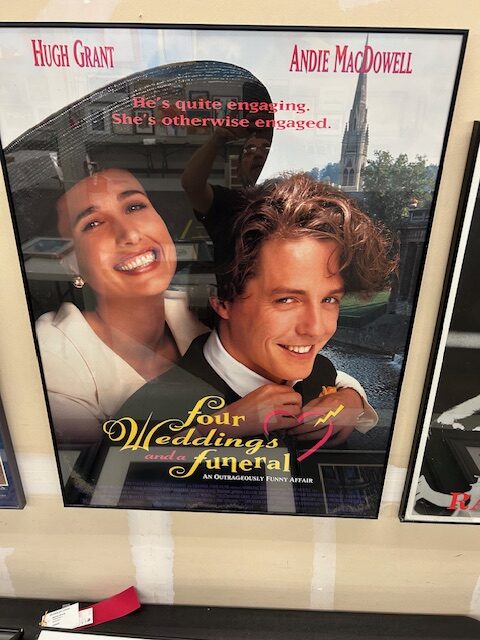 HUGH GRANT
ANDIE MACDOWELL
He's quite engaging.
She's otherwise engaged.
four
Weddings
and a
funeral
AN OUTRAGEOUSLY FUNNY AFFAIR